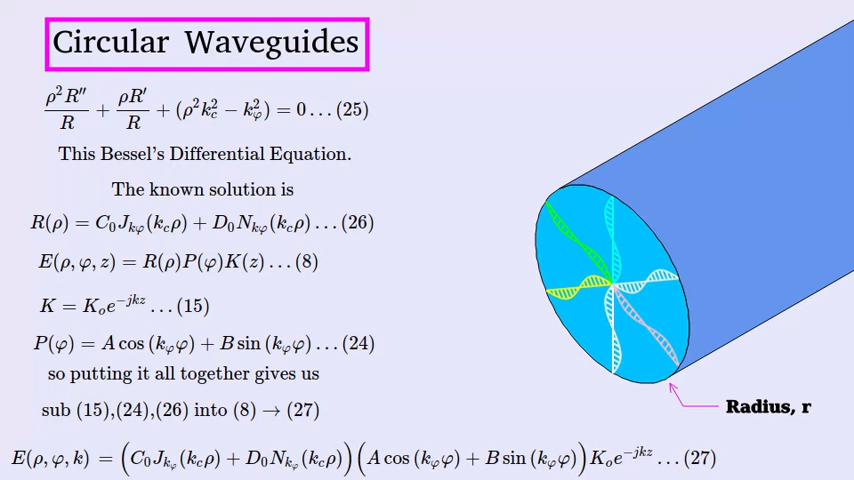 Circular Waveguides
ρ²R″/R + ρR′/R + (ρ²k_c² − k_φ²) = 0 … (25)
This Bessel's Differential Equation.
The known solution is
R(ρ) = C₀J_{kφ}(k_cρ) + D₀N_{kφ}(k_cρ) … (26)
E(ρ, φ, z) = R(ρ)P(φ)K(z) … (8)
K = K_o e^{−jkz} … (15)
P(φ) = A cos (k_φφ) + B sin (k_φφ) … (24)
so putting it all together gives us
sub (15),(24),(26) into (8) → (27)
E(ρ, φ, k) = (C₀J_{k_φ}(k_cρ) + D₀N_{k_φ}(k_cρ))(A cos (k_φφ) + B sin (k_φφ))K_o e^{−jkz} … (27)
Radius, r